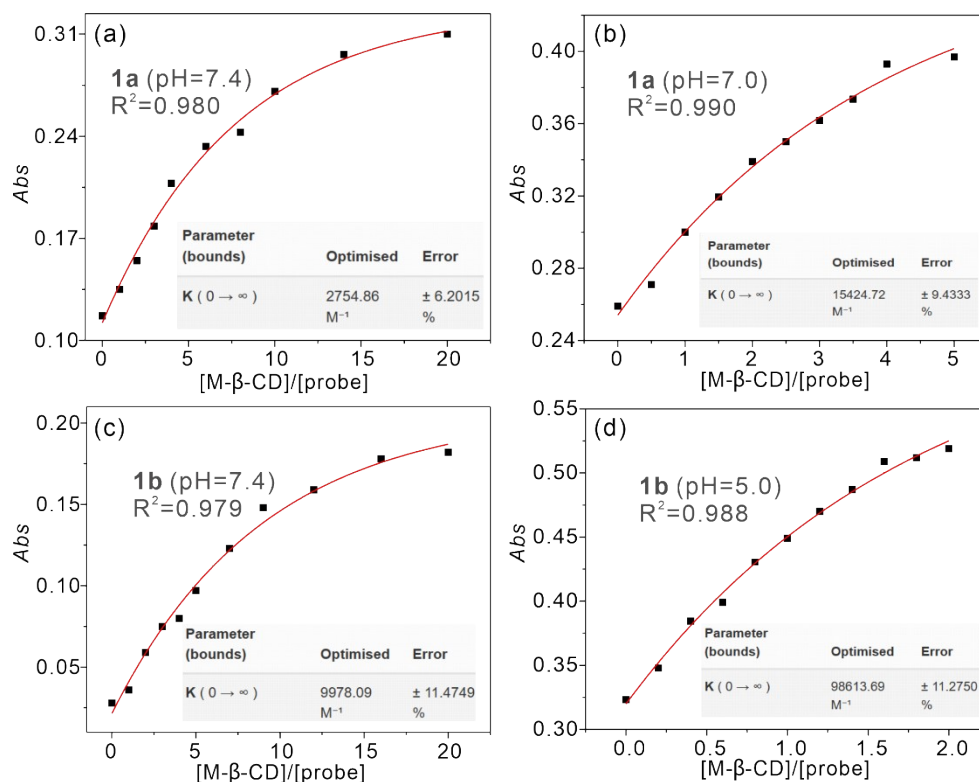 (a)
1a (pH=7.4)
R²=0.980
Abs
0.31
0.24
0.17
0.10
Parameter (bounds) Optimised Error
K ( 0 → ∞ ) 2754.86 M⁻¹ ± 6.2015 %
0 5 10 15 20
[M-β-CD]/[probe]
(b)
1a (pH=7.0)
R²=0.990
Abs
0.40
0.36
0.32
0.28
0.24
Parameter (bounds) Optimised Error
K ( 0 → ∞ ) 15424.72 M⁻¹ ± 9.4333 %
0 1 2 3 4 5
[M-β-CD]/[probe]
(c)
1b (pH=7.4)
R²=0.979
Abs
0.20
0.15
0.10
0.05
Parameter (bounds) Optimised Error
K ( 0 → ∞ ) 9978.09 M⁻¹ ± 11.4749 %
0 5 10 15 20
[M-β-CD]/[probe]
(d)
1b (pH=5.0)
R²=0.988
Abs
0.55
0.50
0.45
0.40
0.35
0.30
Parameter (bounds) Optimised Error
K ( 0 → ∞ ) 98613.69 M⁻¹ ± 11.2750 %
0.0 0.5 1.0 1.5 2.0
[M-β-CD]/[probe]